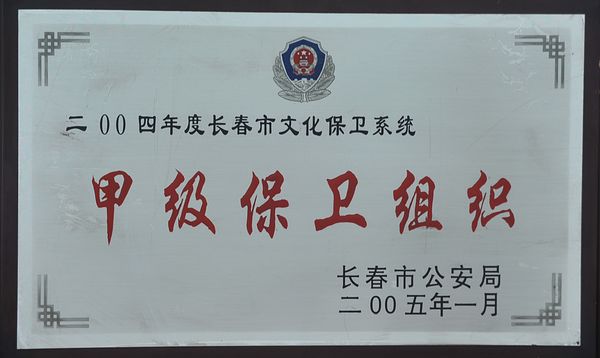 二00四年度长春市文化保卫系统
甲级保卫组织
长春市公安局
二00五年一月